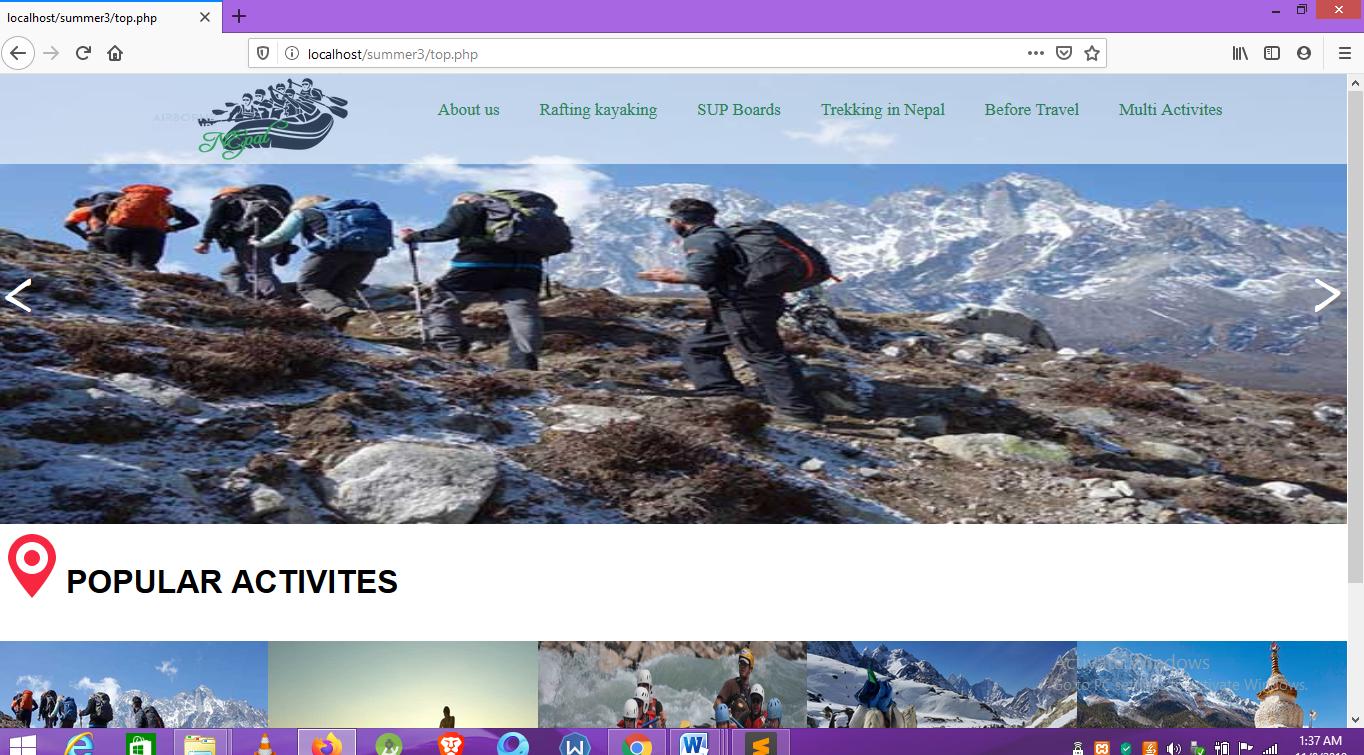 localhost/summer3/top.php
localhost/summer3/top.php
NEpal
About us
Rafting kayaking
SUP Boards
Trekking in Nepal
Before Travel
Multi Activites
POPULAR ACTIVITES
Activate Windows
Go to PC settings to activate Windows.
1:37 AM